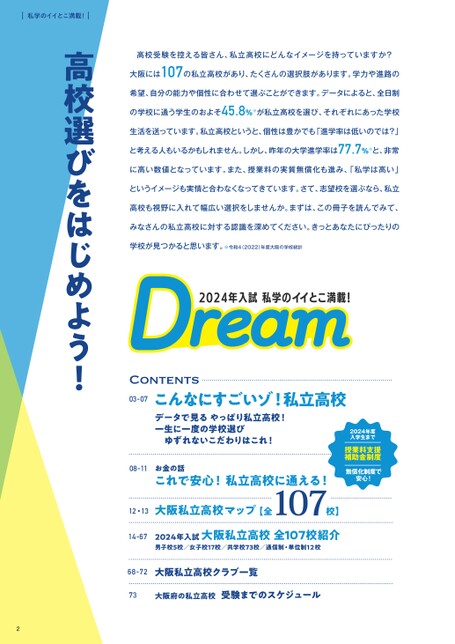 私学のイイとこ満載！
高校選びをはじめよう！
高校受験を控える皆さん、私立高校にどんなイメージを持っていますか？
大阪には107の私立高校があり、たくさんの選択肢があります。学力や進路の
希望、自分の能力や個性に合わせて選ぶことができます。データによると、全日制
の学校に通う学生のおよそ45.8%※が私立高校を選び、それぞれにあった学校
生活を送っています。私立高校というと、個性は豊かでも「進学率は低いのでは？」
と考える人もいるかもしれません。しかし、昨年の大学進学率は77.7%※と、非常
に高い数値となっています。また、授業料の実質無償化も進み、「私学は高い」
というイメージも実情と合わなくなってきています。さて、志望校を選ぶなら、私立
高校も視野に入れて幅広い選択をしませんか。まずは、この冊子を読んでみて、
みなさんの私立高校に対する認識を深めてください。きっとあなたにぴったりの
学校が見つかると思います。※令和4（2022）年度大阪の学校統計
2024年入試 私学のイイとこ満載！
Dream
CONTENTS
03-07 こんなにすごいゾ！私立高校
データで見る やっぱり私立高校！
一生に一度の学校選び
ゆずれないこだわりはこれ！
2024年度
入学生まで
授業料支援
補助金制度
無償化制度で
安心！
08-11 お金の話
これで安心！ 私立高校に通える！
12・13 大阪私立高校マップ【全107校】
14-67 2024年入試 大阪私立高校 全107校紹介
男子校5校／女子校17校／共学校73校／通信制・単位制12校
68-72 大阪私立高校クラブ一覧
73 大阪府の私立高校 受験までのスケジュール
2